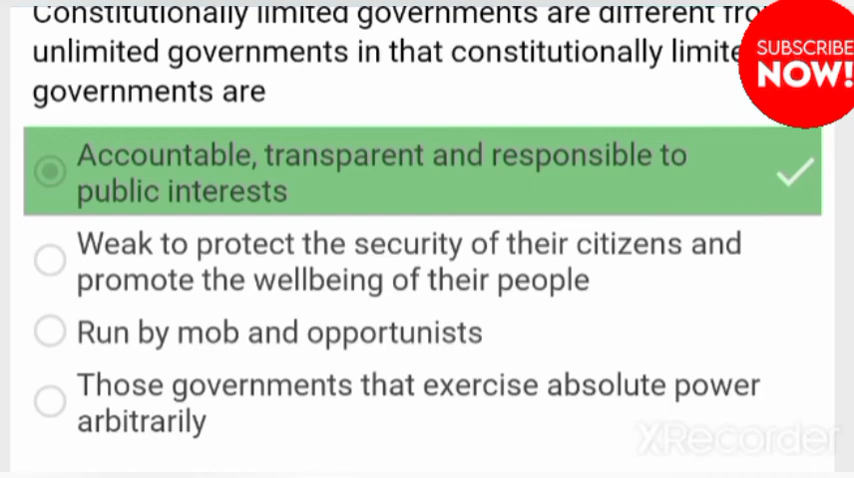 Constitutionally limited governments are different
unlimited governments in that constitutionally
governments are
SUBSCRIBE
NOW!
Accountable, transparent and responsible to
public interests
Weak to protect the security of their citizens and
promote the wellbeing of their people
Run by mob and opportunists
Those governments that exercise absolute power
arbitrarily
XRecorder